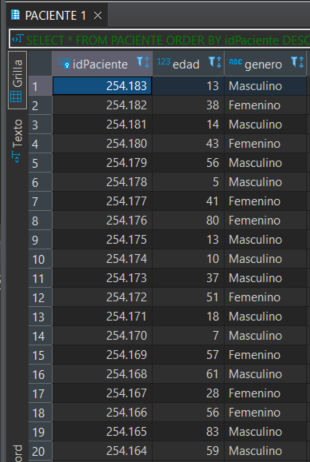 PACIENTE 1
SELECT * FROM PACIENTE ORDER BY idPaciente DESC
Grilla
Texto
idPaciente 123 edad ABC genero
1 254.183 13 Masculino
2 254.182 38 Femenino
3 254.181 14 Masculino
4 254.180 43 Femenino
5 254.179 56 Masculino
6 254.178 5 Masculino
7 254.177 41 Femenino
8 254.176 80 Femenino
9 254.175 13 Masculino
10 254.174 10 Masculino
11 254.173 37 Masculino
12 254.172 51 Femenino
13 254.171 18 Masculino
14 254.170 7 Masculino
15 254.169 57 Femenino
16 254.168 61 Masculino
17 254.167 28 Femenino
18 254.166 56 Femenino
19 254.165 83 Masculino
20 254.164 59 Masculino
ord